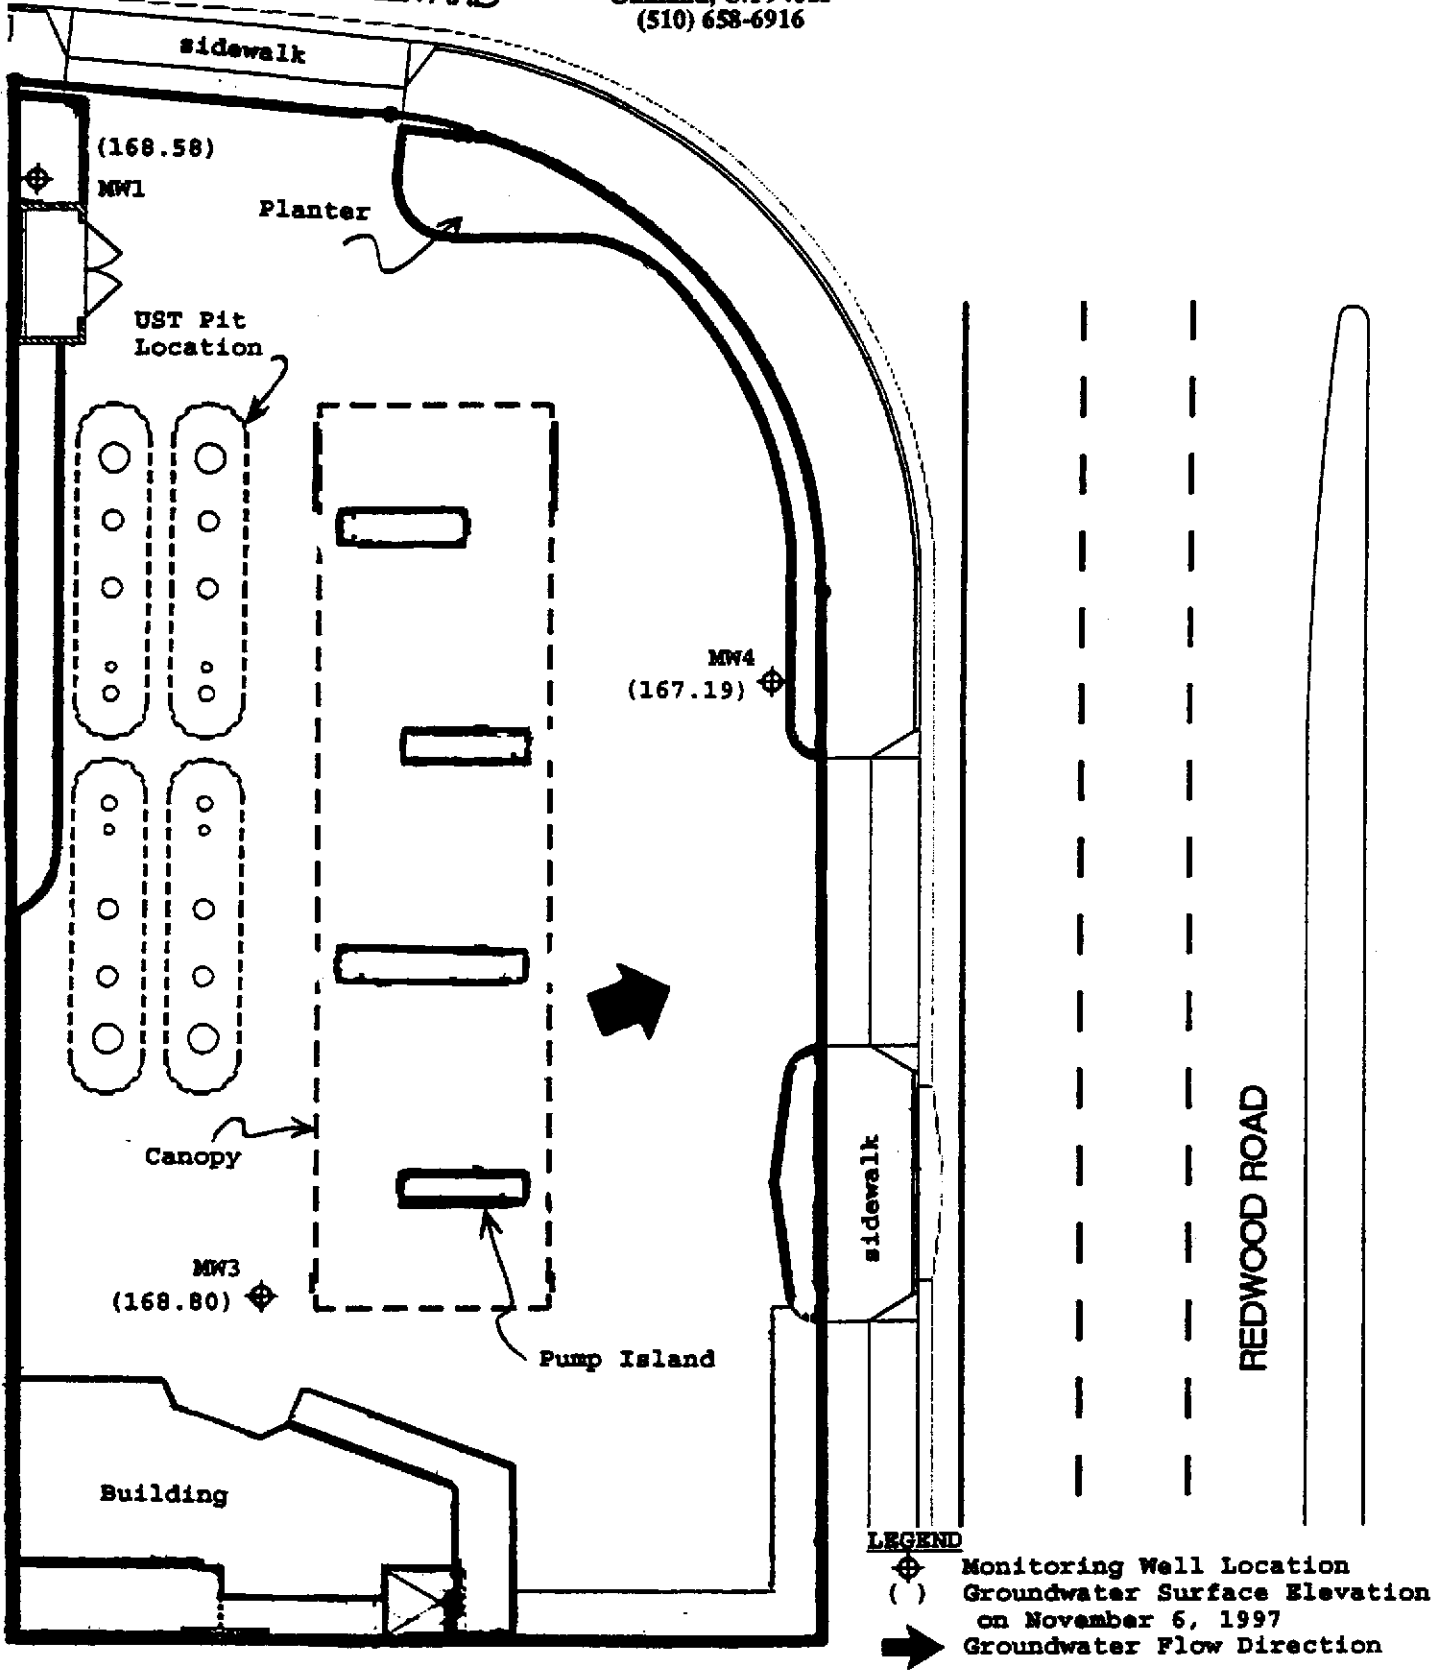 (510) 658-6916
sidewalk
(168.58)
MW1
Planter
UST Pit
Location
MW4
(167.19)
Canopy
sidewalk
REDWOOD ROAD
MW3
(168.80)
Pump Island
Building
LEGEND
Monitoring Well Location
( ) Groundwater Surface Elevation
on November 6, 1997
Groundwater Flow Direction